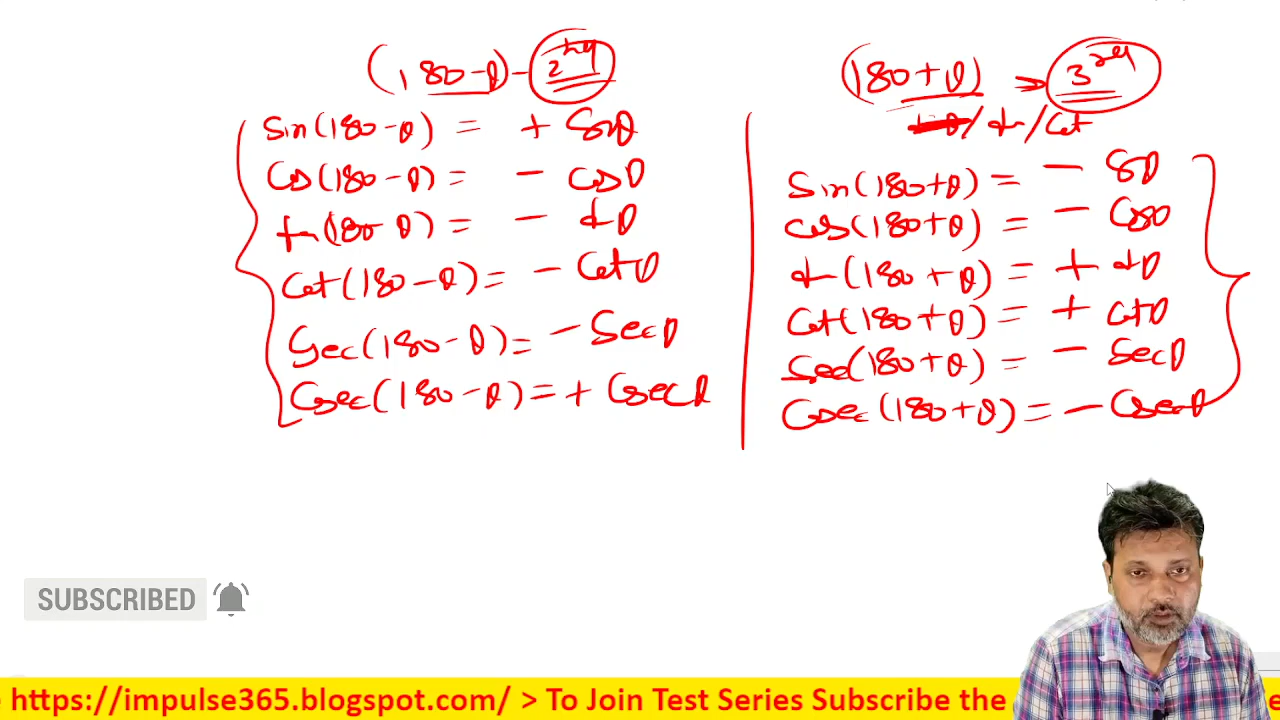 (180-θ) - 2nd
sin(180-θ) = + sinθ
cos(180-θ) = - cosθ
tan(180-θ) = - tanθ
cot(180-θ) = - cotθ
sec(180-θ) = - secθ
cosec(180-θ) = + cosecθ
(180+θ) → 3rd
/ tan / cot
sin(180+θ) = - sinθ
cos(180+θ) = - cosθ
tan(180+θ) = + tanθ
cot(180+θ) = + cotθ
sec(180+θ) = - secθ
cosec(180+θ) = - cosecθ
SUBSCRIBED
https://impulse365.blogspot.com/ > To Join Test Series Subscribe the